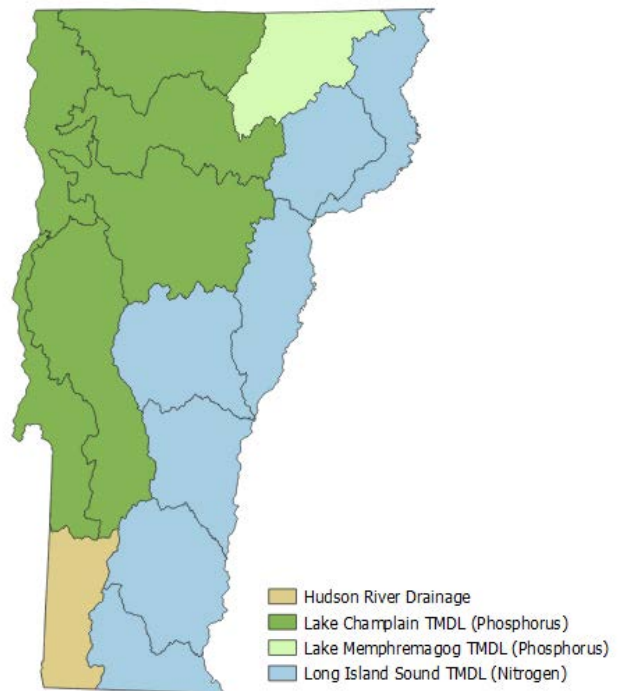 Hudson River Drainage
Lake Champlain TMDL (Phosphorus)
Lake Memphremagog TMDL (Phosphorus)
Long Island Sound TMDL (Nitrogen)